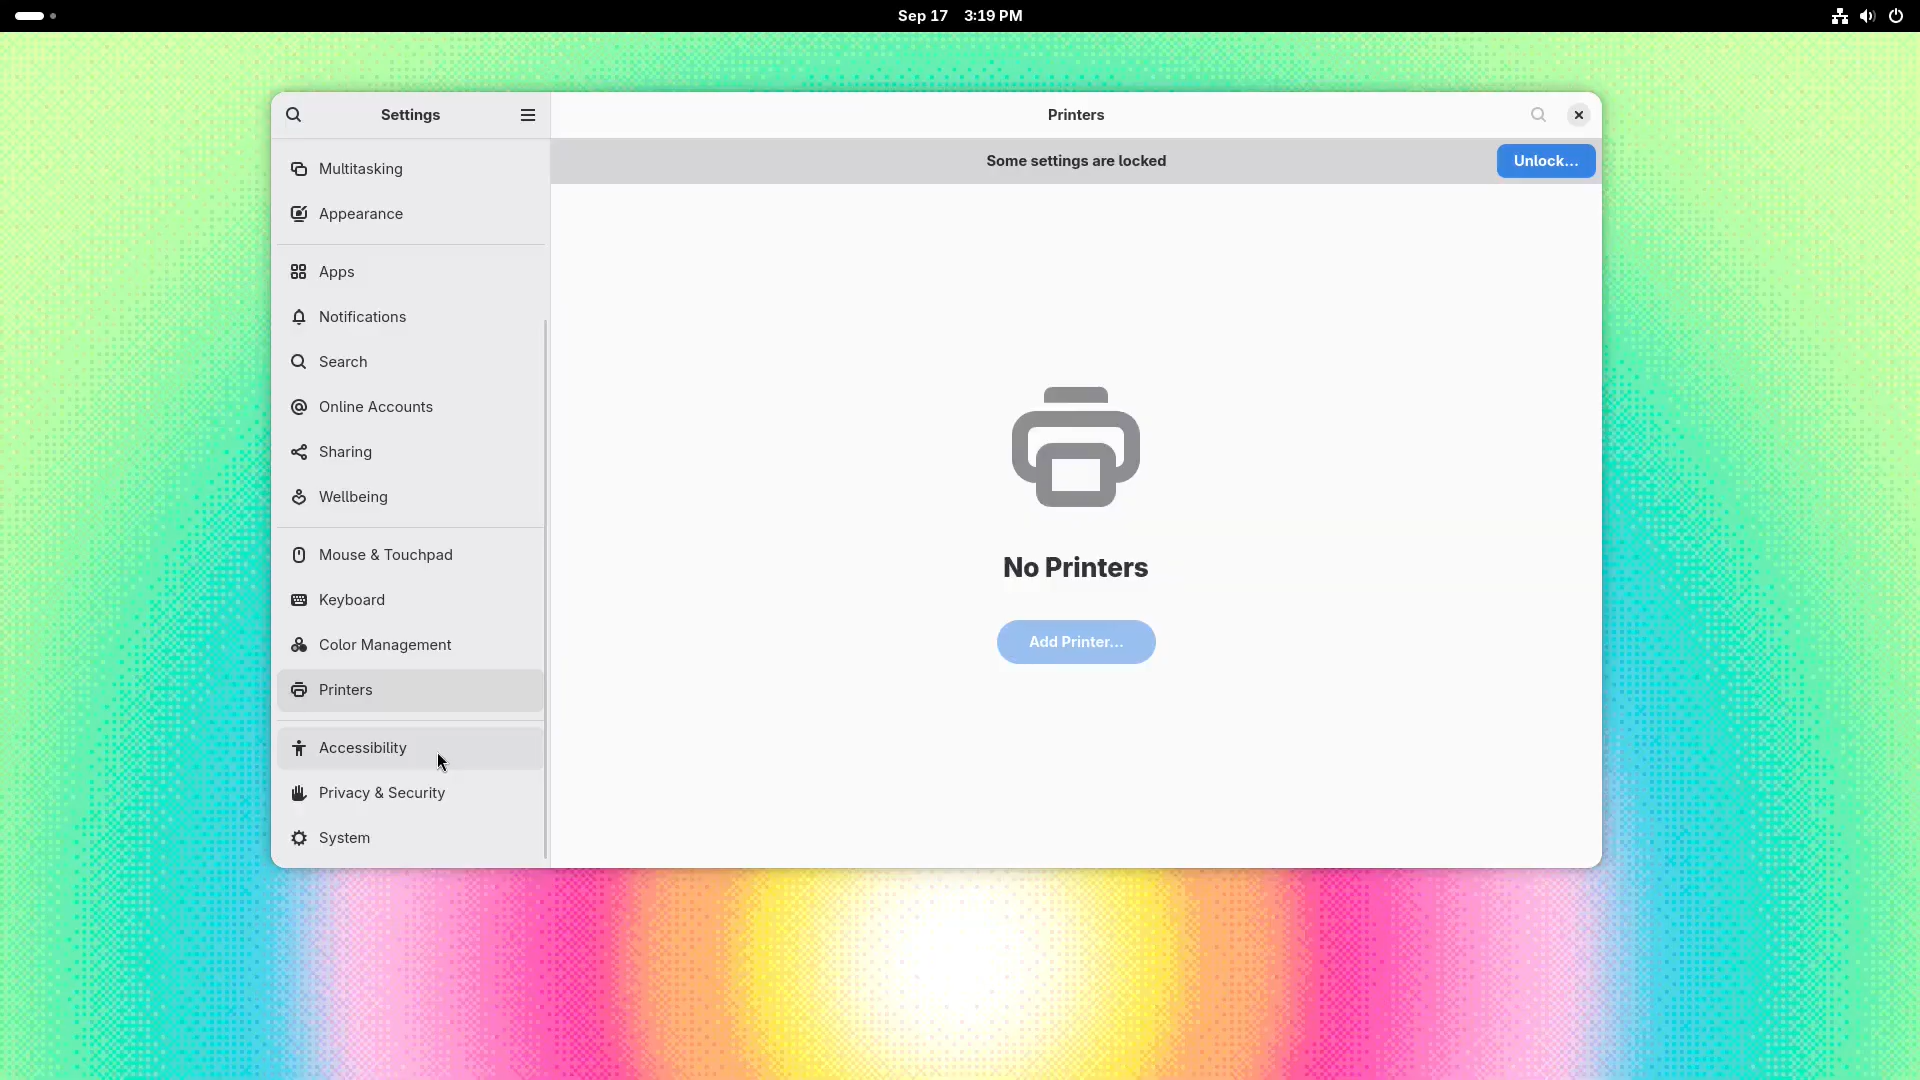 Sep 17 3:19 PM
Settings
Printers
Some settings are locked
Unlock...
Multitasking
Appearance
Apps
Notifications
Search
Online Accounts
Sharing
Wellbeing
Mouse & Touchpad
Keyboard
Color Management
Printers
Accessibility
Privacy & Security
System
No Printers
Add Printer...